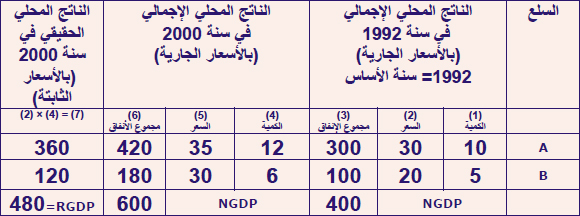 السلع
الناتج المحلي الإجمالي
في سنة 1992
(بالأسعار الجارية)
1992= سنة الأساس
الناتج المحلي الإجمالي
في سنة 2000
(بالأسعار الجارية)
الناتج المحلي
الحقيقي في
سنة 2000
(بالأسعار
الثابتة)
(1) (2) (3) (4) (5) (6) (7) = (4) × (2)
الكمية السعر مجموع الإنفاق الكمية السعر مجموع الأنفاق
A 10 30 300 12 35 420 360
B 5 20 100 6 30 180 120
NGDP 400 NGDP 600 RGDP=480